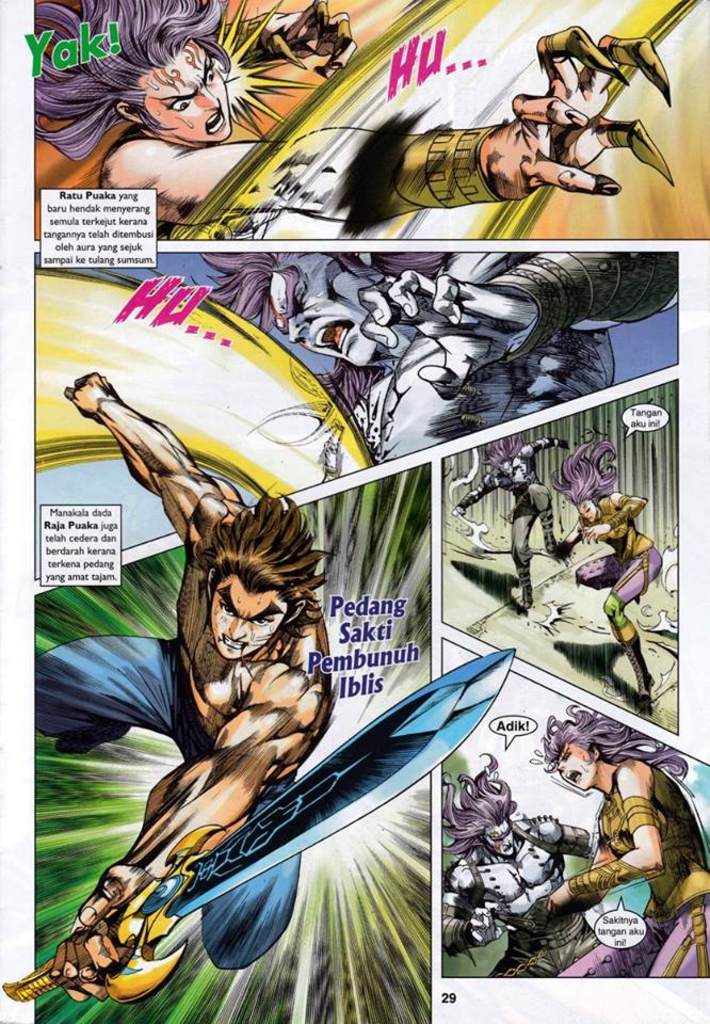 Yak!
HU...
Ratu Puaka yang
baru hendak menyerang
semula terkejut kerana
tangannya telah ditembusi
oleh aura yang sejuk
sampai ke tulang sumsum.
HU...
Manakala dada
Raja Puaka juga
telah cedera dan
berdarah kerana
terkena pedang
yang amat tajam.
Tangan
aku ini!
Pedang
Sakti
Pembunuh
Iblis
Adik!
Sakitnya
tangan aku
ini!
29